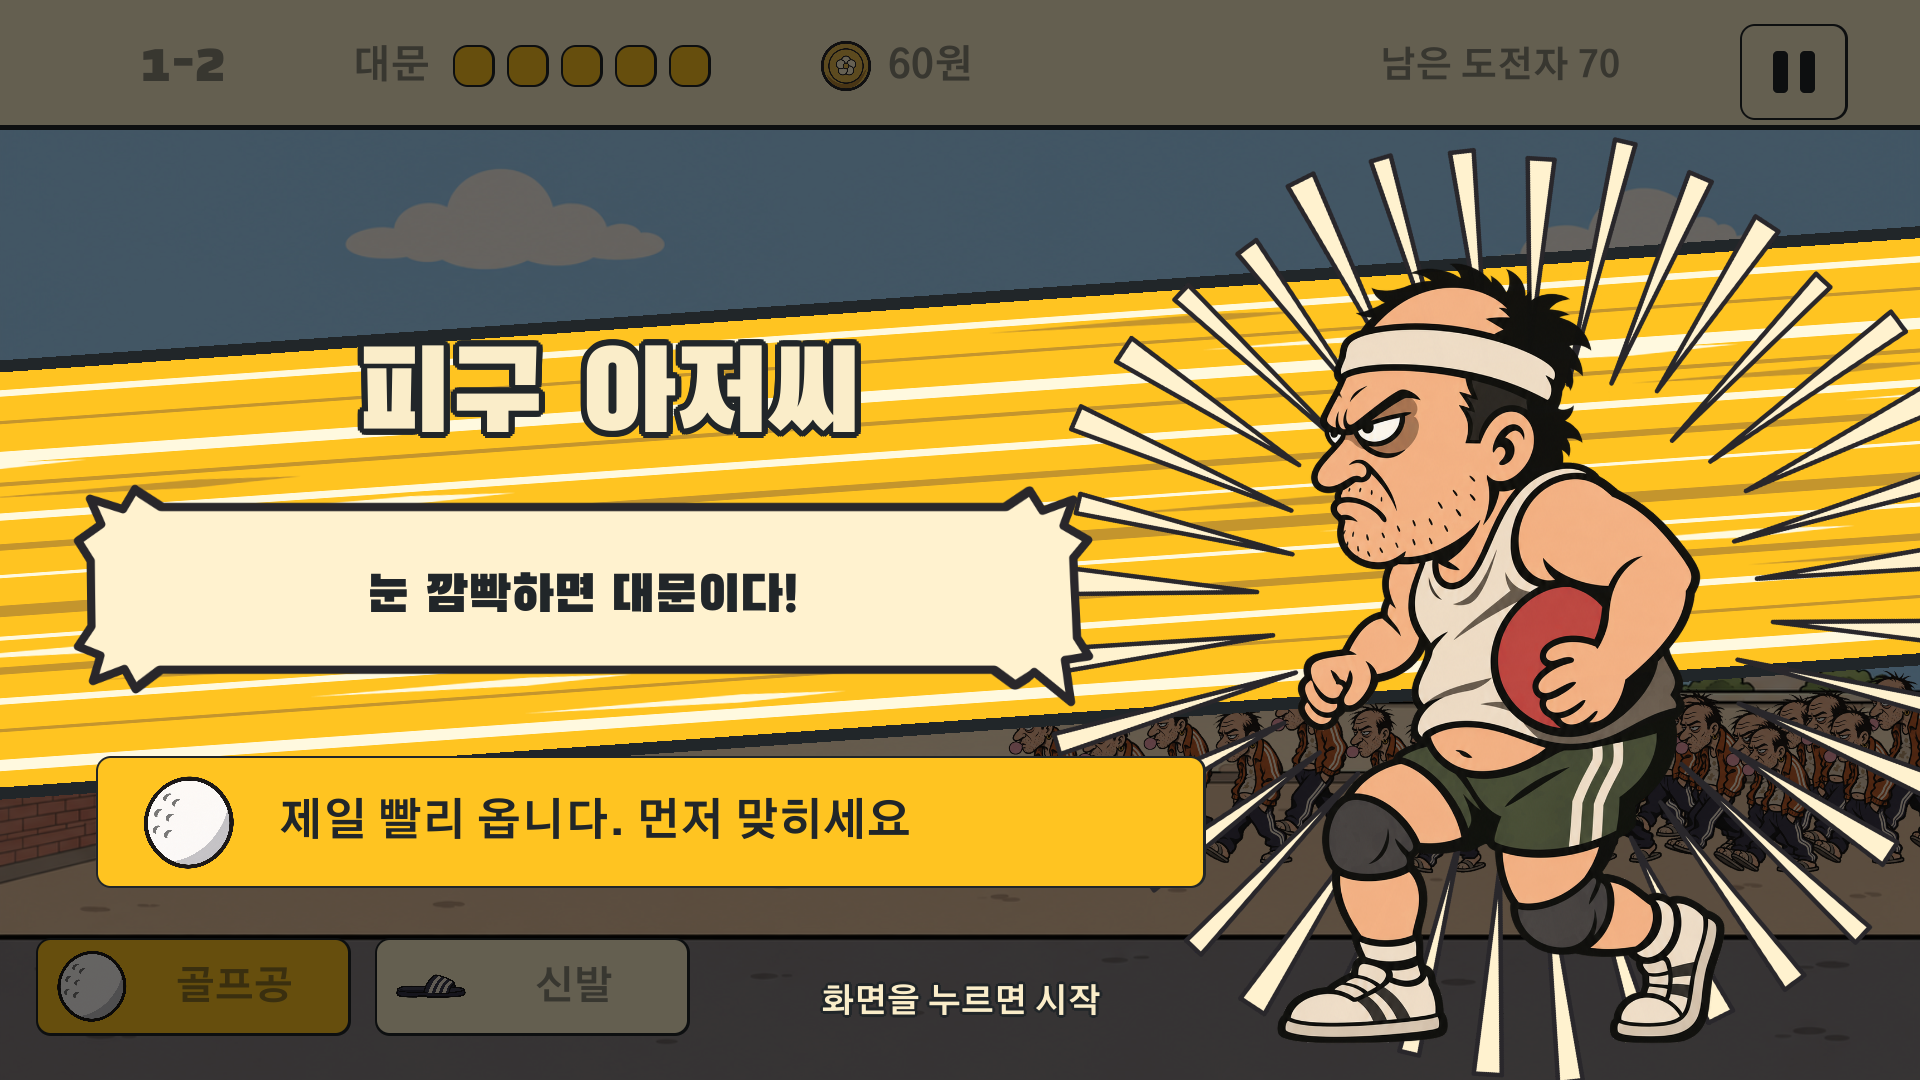 1-2
대문
60원
남은 도전자 70
피구 아저씨
눈 깜빡하면 대문이다!
제일 빨리 옵니다. 먼저 맞히세요
골프공
신발
화면을 누르면 시작